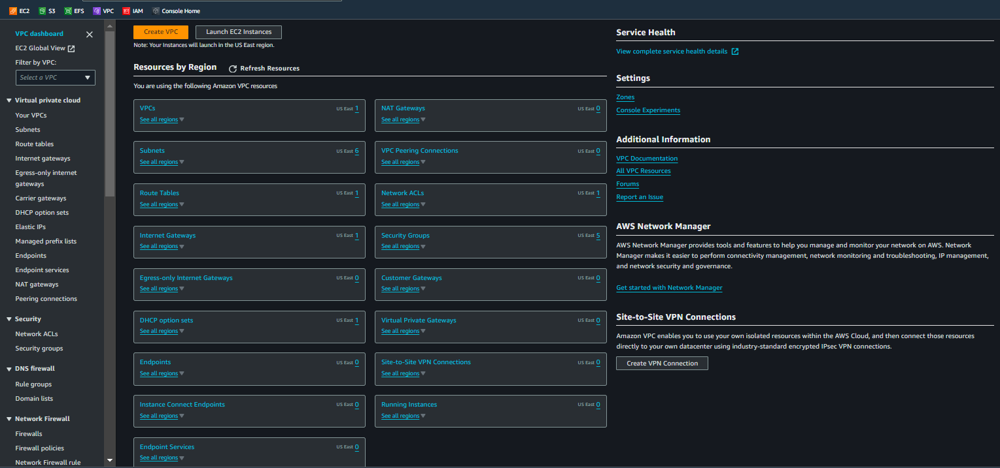 EC2 S3 EFS VPC IAM Console Home
VPC dashboard
EC2 Global View
Filter by VPC:
Select a VPC
Virtual private cloud
Your VPCs
Subnets
Route tables
Internet gateways
Egress-only internet
gateways
Carrier gateways
DHCP option sets
Elastic IPs
Managed prefix lists
Endpoints
Endpoint services
NAT gateways
Peering connections
Security
Network ACLs
Security groups
DNS firewall
Rule groups
Domain lists
Network Firewall
Firewalls
Firewall policies
Network Firewall rule
Create VPC Launch EC2 Instances
Note: Your Instances will launch in the US East region.
Resources by Region Refresh Resources
You are using the following Amazon VPC resources
VPCs US East 1
See all regions
NAT Gateways US East 0
See all regions
Subnets US East 6
See all regions
VPC Peering Connections US East 0
See all regions
Route Tables US East 1
See all regions
Network ACLs US East 1
See all regions
Internet Gateways US East 1
See all regions
Security Groups US East 5
See all regions
Egress-only Internet Gateways US East 0
See all regions
Customer Gateways US East 0
See all regions
DHCP option sets US East 1
See all regions
Virtual Private Gateways US East 0
See all regions
Endpoints US East 0
See all regions
Site-to-Site VPN Connections US East 0
See all regions
Instance Connect Endpoints US East 0
See all regions
Running Instances US East 0
See all regions
Endpoint Services US East 0
See all regions
Service Health
View complete service health details
Settings
Zones
Console Experiments
Additional Information
VPC Documentation
All VPC Resources
Forums
Report an Issue
AWS Network Manager
AWS Network Manager provides tools and features to help you manage and monitor your network on AWS. Network
Manager makes it easier to perform connectivity management, network monitoring and troubleshooting, IP management,
and network security and governance.
Get started with Network Manager
Site-to-Site VPN Connections
Amazon VPC enables you to use your own isolated resources within the AWS Cloud, and then connect those resources
directly to your own datacenter using industry-standard encrypted IPsec VPN connections.
Create VPN Connection